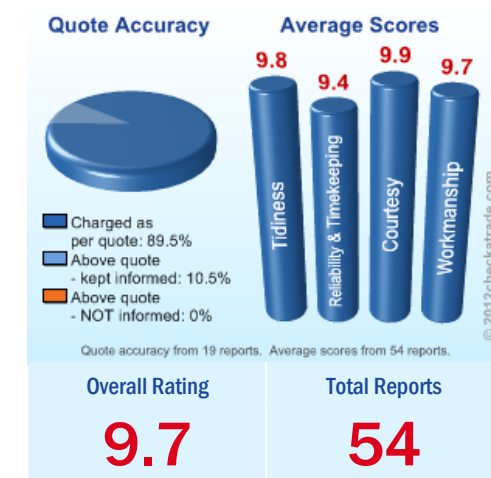 Quote Accuracy
Average Scores
9.8
9.4
9.9
9.7
Tidiness
Reliability & Timekeeping
Courtesy
Workmanship
Charged as
per quote: 89.5%
Above quote
- kept informed: 10.5%
Above quote
- NOT informed: 0%
© 2012checkatrade.com
Quote accuracy from 19 reports. Average scores from 54 reports.
Overall Rating
Total Reports
9.7
54